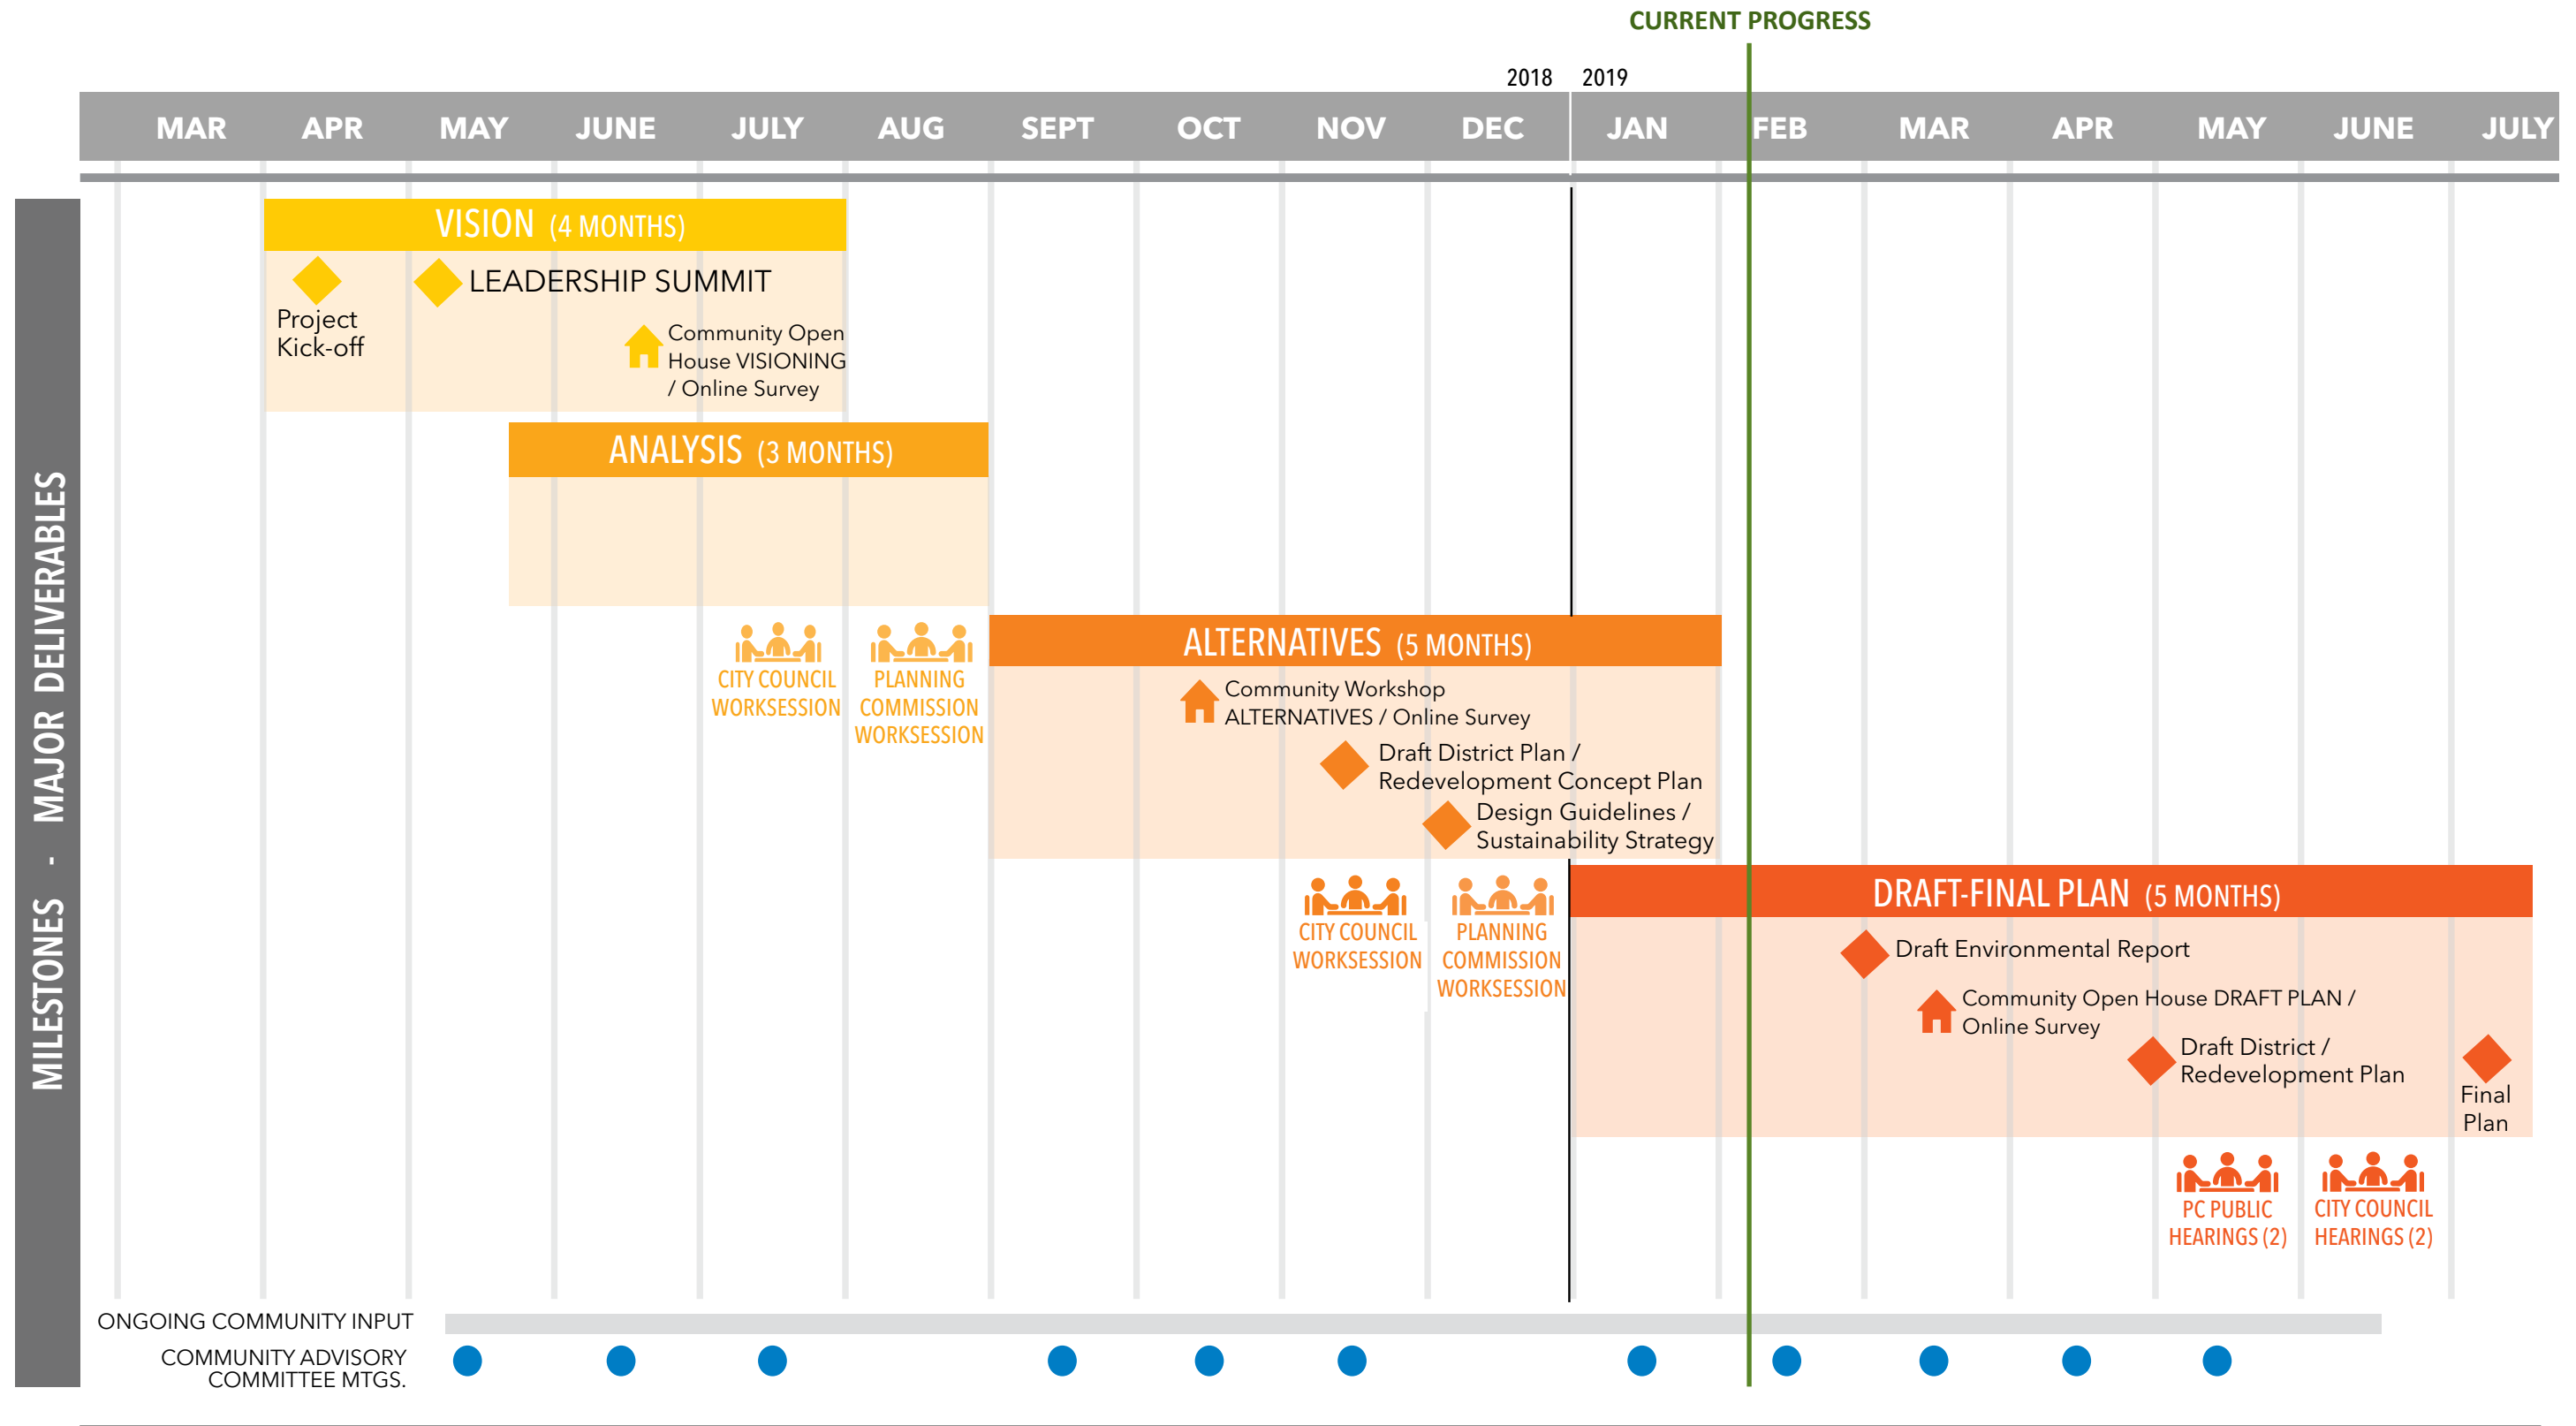 CURRENT PROGRESS
2018 2019
MAR APR MAY JUNE JULY AUG SEPT OCT NOV DEC JAN FEB MAR APR MAY JUNE JULY
MILESTONES - MAJOR DELIVERABLES
VISION (4 MONTHS)
LEADERSHIP SUMMIT
Project
Kick-off
Community Open
House VISIONING
/ Online Survey
ANALYSIS (3 MONTHS)
CITY COUNCIL
WORKSESSION
PLANNING
COMMISSION
WORKSESSION
ALTERNATIVES (5 MONTHS)
Community Workshop
ALTERNATIVES / Online Survey
Draft District Plan /
Redevelopment Concept Plan
Design Guidelines /
Sustainability Strategy
CITY COUNCIL
WORKSESSION
PLANNING
COMMISSION
WORKSESSION
DRAFT-FINAL PLAN (5 MONTHS)
Draft Environmental Report
Community Open House DRAFT PLAN /
Online Survey
Draft District /
Redevelopment Plan
Final
Plan
PC PUBLIC
HEARINGS (2)
CITY COUNCIL
HEARINGS (2)
ONGOING COMMUNITY INPUT
COMMUNITY ADVISORY
COMMITTEE MTGS.